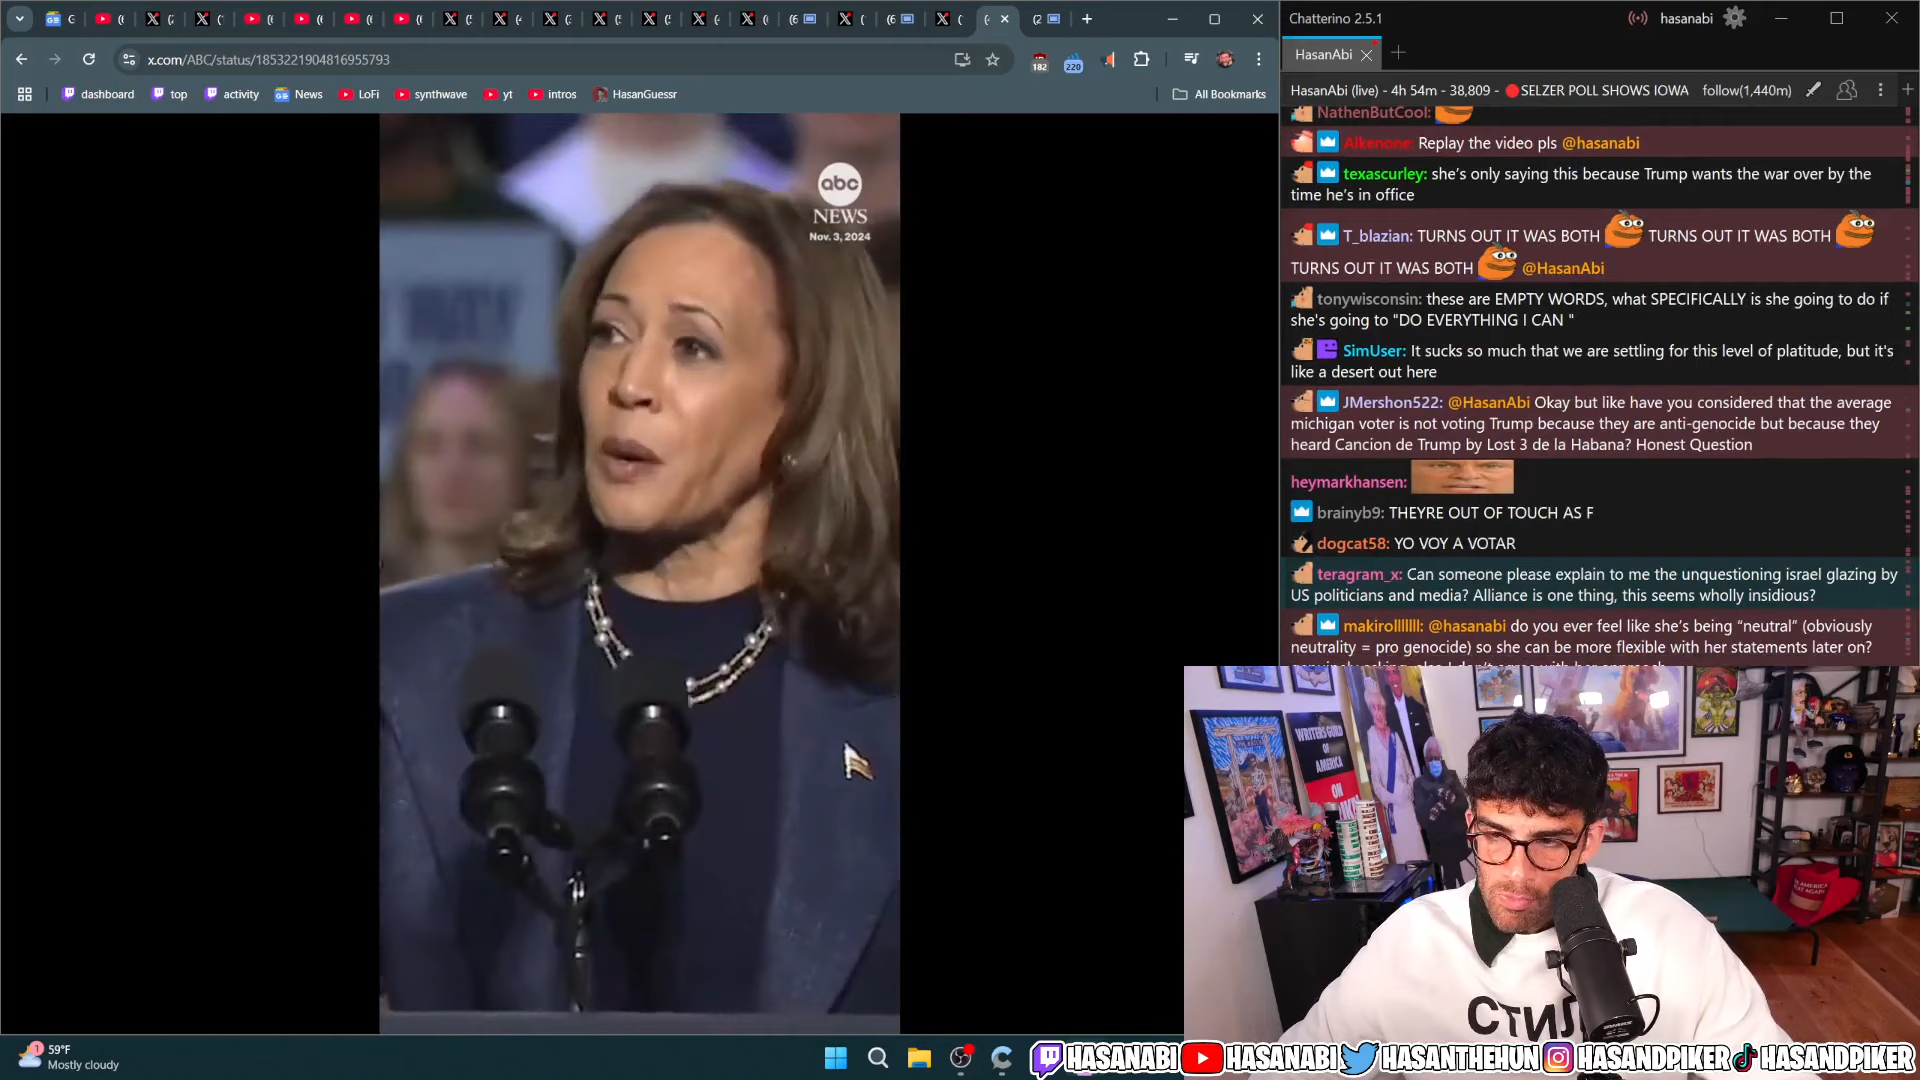 x.com/ABC/status/1853221904816955793
182
220
dashboard
top
activity
News
LoFi
synthwave
yt
intros
HasanGuessr
All Bookmarks
abc
NEWS
Nov. 3, 2024
Chatterino 2.5.1
hasanabi
HasanAbi
HasanAbi (live) - 4h 54m - 38,809 - 🔴SELZER POLL SHOWS IOWA
follow(1,440m)
NathenButCool:
Alkenone: Replay the video pls @hasanabi
texascurley: she's only saying this because Trump wants the war over by the
time he's in office
T_blazian: TURNS OUT IT WAS BOTH TURNS OUT IT WAS BOTH
TURNS OUT IT WAS BOTH @HasanAbi
tonywisconsin: these are EMPTY WORDS, what SPECIFICALLY is she going to do if
she's going to "DO EVERYTHING I CAN "
SimUser: It sucks so much that we are settling for this level of platitude, but it's
like a desert out here
JMershon522: @HasanAbi Okay but like have you considered that the average
michigan voter is not voting Trump because they are anti-genocide but because they
heard Cancion de Trump by Lost 3 de la Habana? Honest Question
heymarkhansen:
brainyb9: THEYRE OUT OF TOUCH AS F
dogcat58: YO VOY A VOTAR
teragram_x: Can someone please explain to me the unquestioning israel glazing by
US politicians and media? Alliance is one thing, this seems wholly insidious?
makirolllllll: @hasanabi do you ever feel like she's being “neutral” (obviously
neutrality = pro genocide) so she can be more flexible with her statements later on?
WRITERS GUILD
OF
AMERICA
ON
СТИЛ
1
59°F
Mostly cloudy
HASANABI
HASANABI
HASANTHEHUN
HASANDPIKER
HASANDPIKER